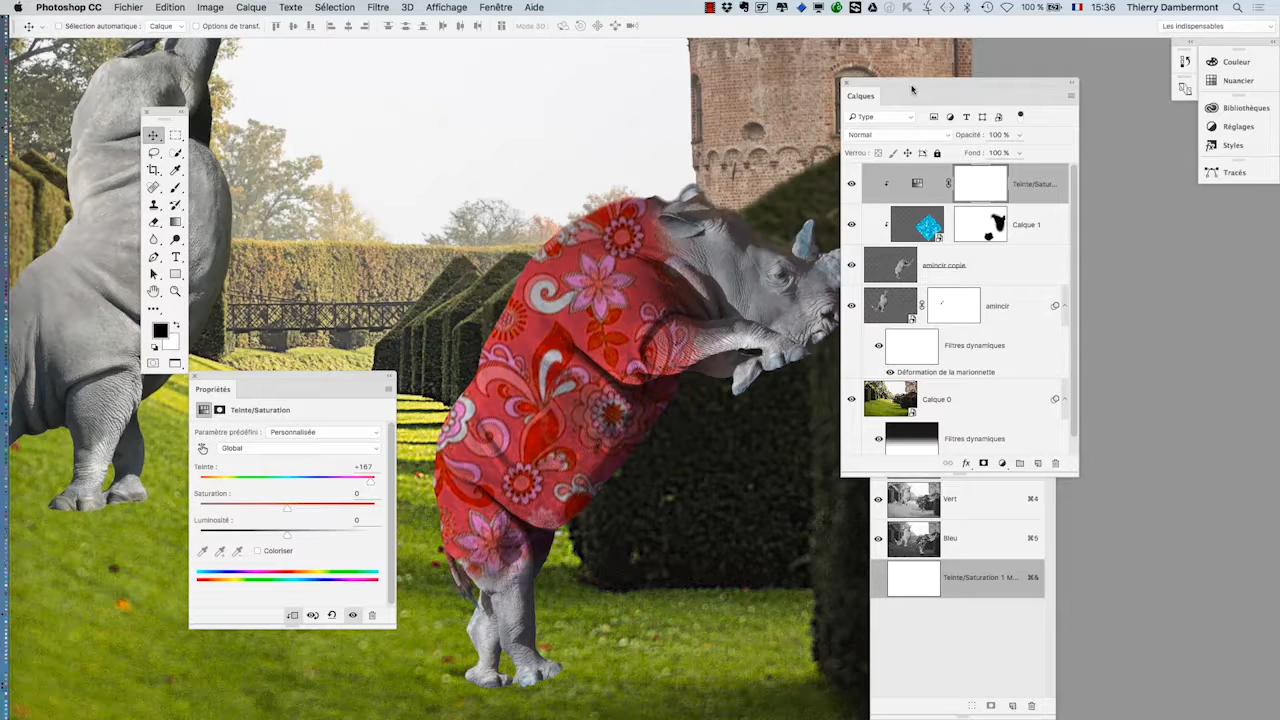 Photoshop CC Fichier Edition Image Calque Texte Sélection Filtre 3D Affichage Fenêtre Aide 100 % 15:36 Thierry Dambermont
Sélection automatique : Calque Options de transf. Mode 3D : Les indispensables
Couleur
Nuancier
Bibliothèques
Réglages
Styles
Tracés
Calques
Type
Normal Opacité : 100 %
Verrou : Fond : 100 %
Teinte/Satur...
Calque 1
amincir copie
amincir
Filtres dynamiques
Déformation de la marionnette
Calque 0
Filtres dynamiques
Vert ⌘4
Bleu ⌘5
Teinte/Saturation 1 M... ⌘&
Propriétés
Teinte/Saturation
Paramètre prédéfini : Personnalisée
Global
Teinte : +167
Saturation : 0
Luminosité : 0
Coloriser